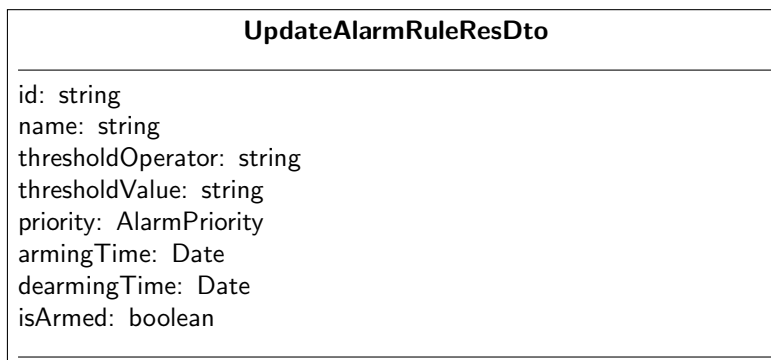 UpdateAlarmRuleResDto
id: string
name: string
thresholdOperator: string
thresholdValue: string
priority: AlarmPriority
armingTime: Date
dearmingTime: Date
isArmed: boolean